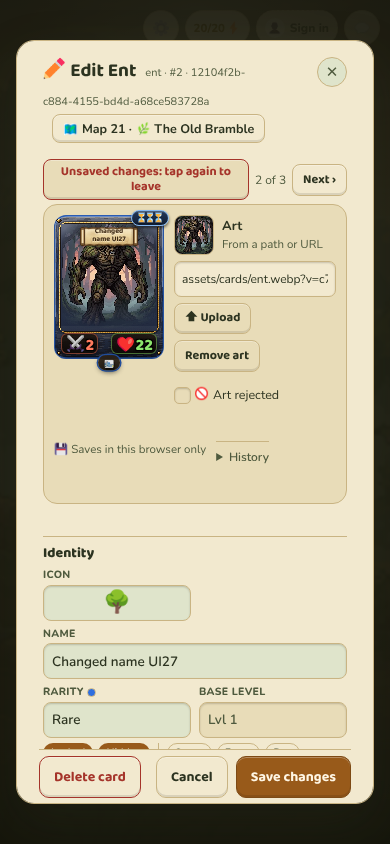 20/20
Sign in
Edit Ent ent · #2 · 12104f2b-
c884-4155-bd4d-a68ce583728a
Map 21 · The Old Bramble
Unsaved changes: tap again to
leave
2 of 3
Next ›
Changed
name UI27
2
22
Art
From a path or URL
assets/cards/ent.webp?v=c7
Upload
Remove art
Art rejected
Saves in this browser only
History
Identity
ICON
NAME
Changed name UI27
RARITY
BASE LEVEL
Rare
Lvl 1
Delete card
Cancel
Save changes